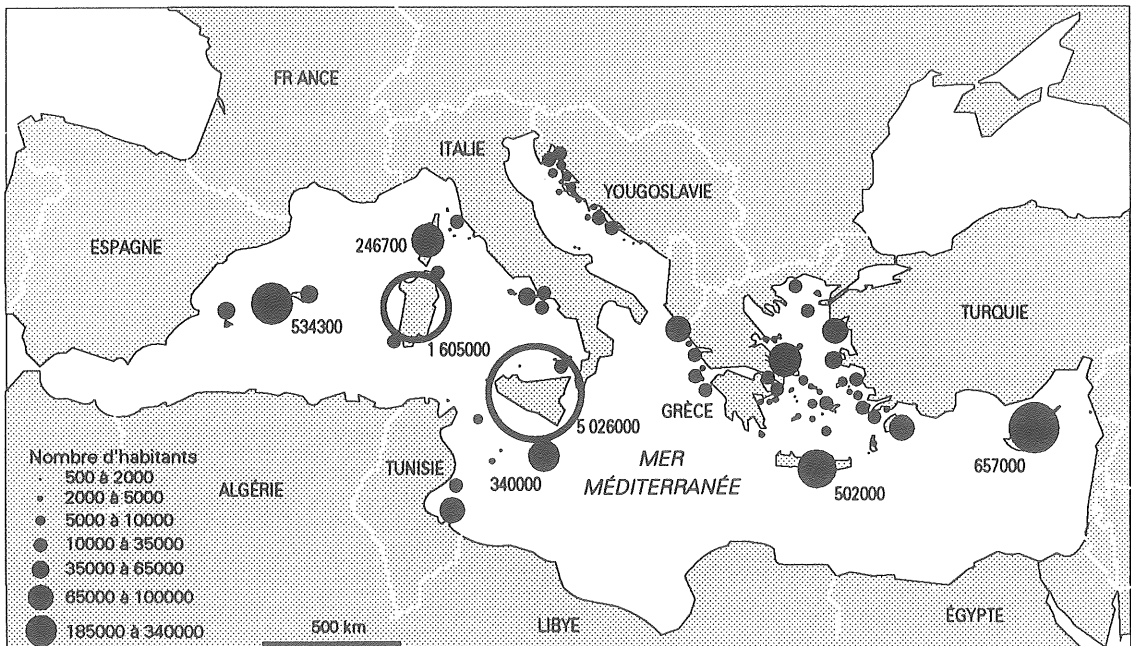 FRANCE
ITALIE
YOUGOSLAVIE
ESPAGNE
246700
534300
1 605000
TURQUIE
GRÈCE
5 026000
MER
MÉDITERRANÉE
657000
502000
340000
TUNISIE
ALGÉRIE
Nombre d'habitants
500 à 2000
2000 à 5000
5000 à 10000
10000 à 35000
35000 à 65000
65000 à 100000
185000 à 340000
500 km
LIBYE
ÉGYPTE